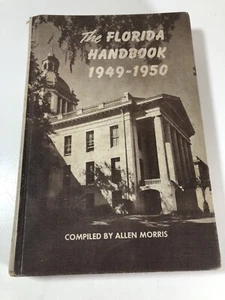 The FLORIDA
HANDBOOK
1949-1950
COMPILED BY ALLEN MORRIS